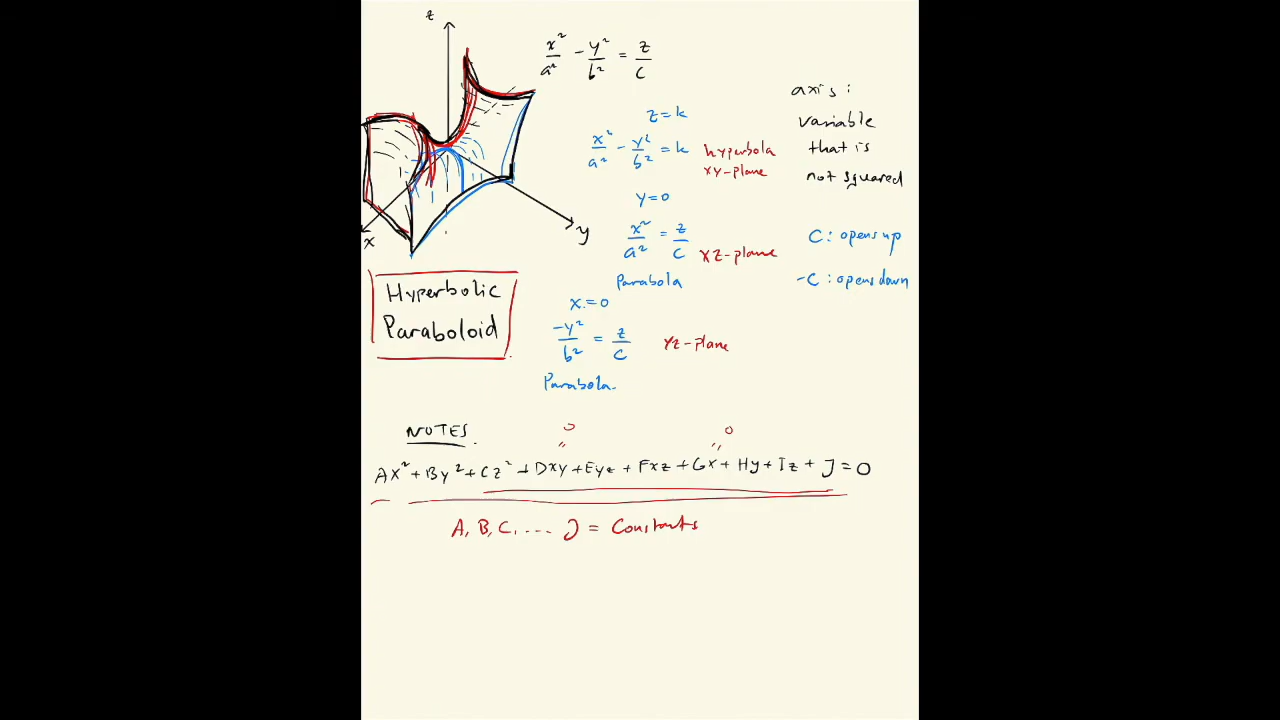 z
x²/a² - y²/b² = z/c
z = k
x²/a² - y²/b² = k
hyperbola
xy-plane
y = 0
x²/a² = z/c
xz-plane
Parabola
x = 0
-y²/b² = z/c
yz-plane
Parabola.
axis:
variable
that is
not squared
C: opens up
-C: opens down
x
y
Hyperbolic
Paraboloid
NOTES
0
0
Ax² + By² + Cz² + Dxy + Eyz + Fxz + Gx + Hy + Iz + J = 0
A, B, C, .... J = Constants